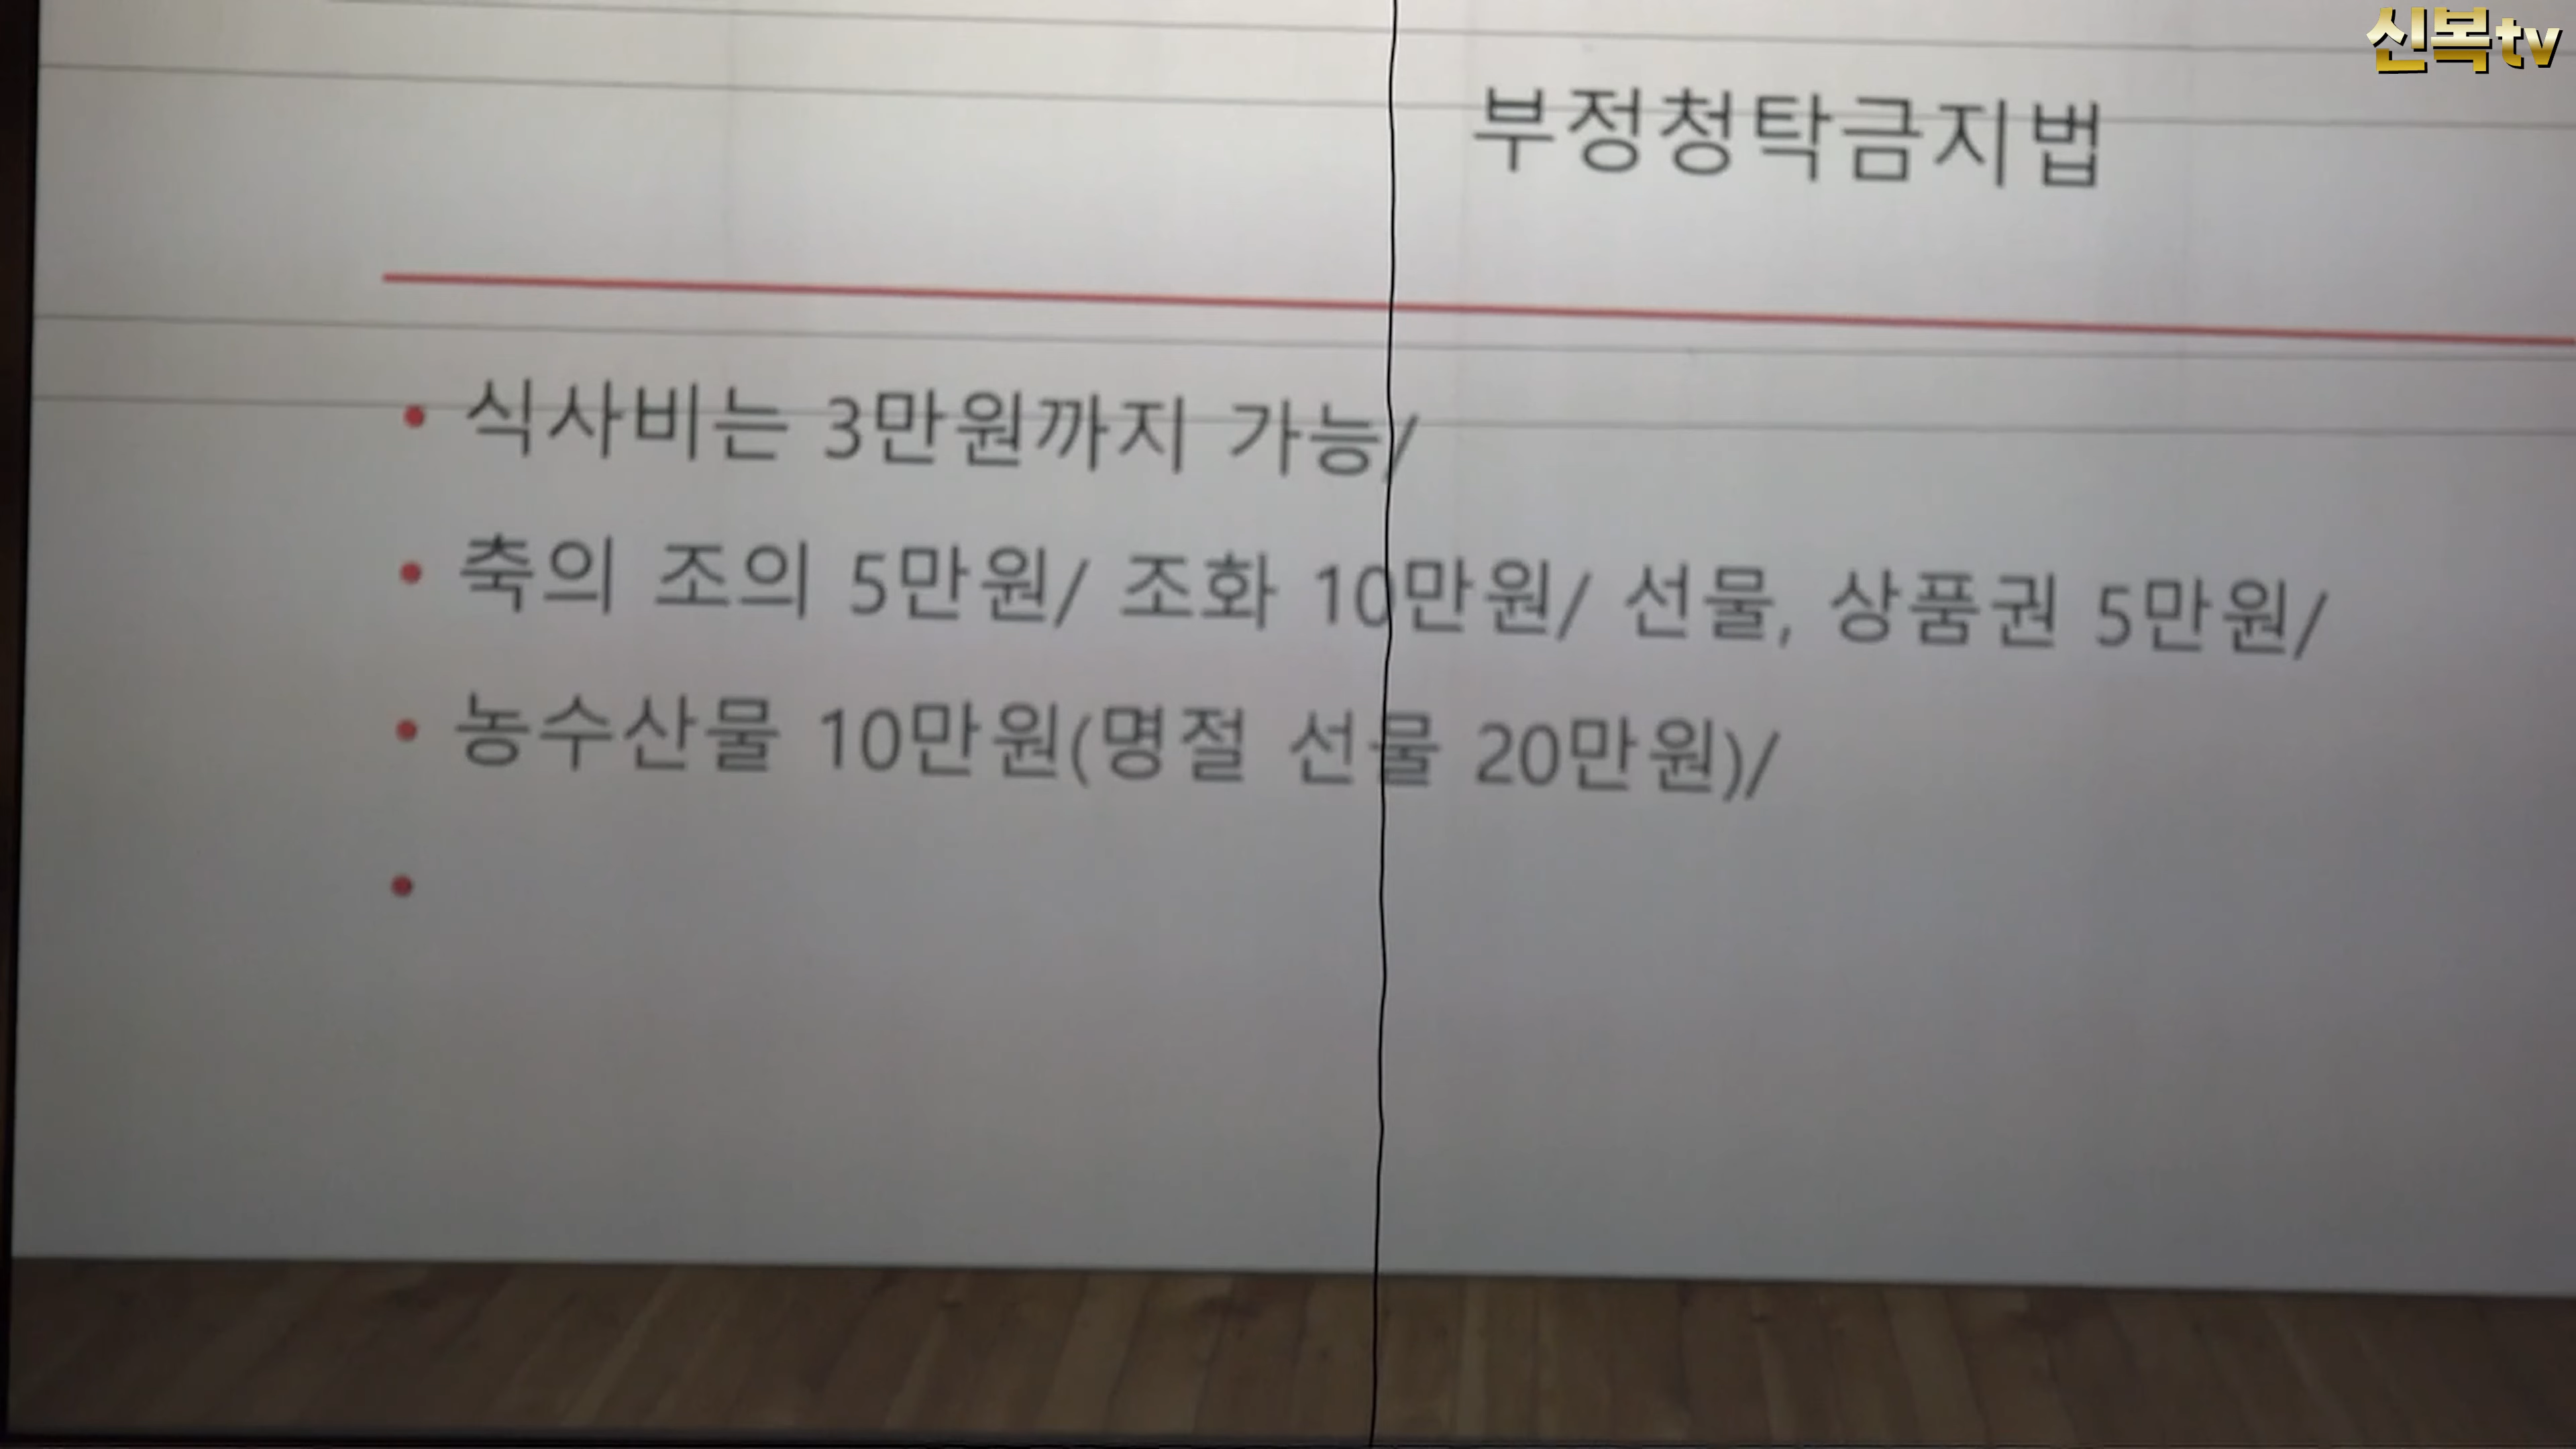 신복tv
부정청탁금지법
• 식사비는 3만원까지 가능/
• 축의 조의 5만원/ 조화 10만원/ 선물, 상품권 5만원/
• 농수산물 10만원(명절 선물 20만원)/
•